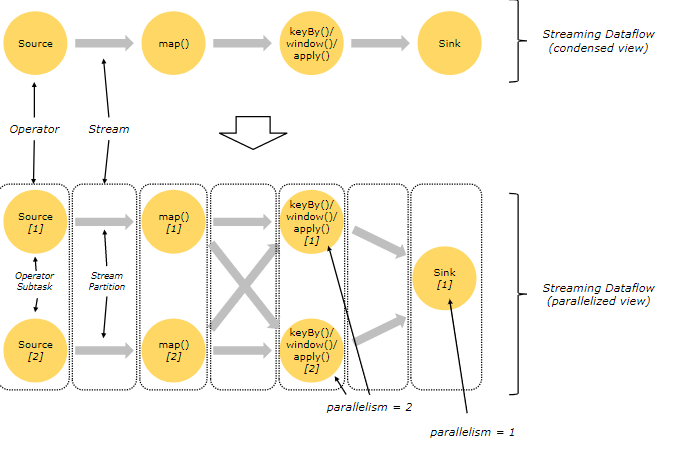 Source
map()
keyBy()/
window()/
apply()
Sink
Streaming Dataflow
(condensed view)
Operator
Stream
Source
[1]
map()
[1]
keyBy()/
window()/
apply()
[1]
Operator
Subtask
Stream
Partition
Sink
[1]
Streaming Dataflow
(parallelized view)
Source
[2]
map()
[2]
keyBy()/
window()/
apply()
[2]
parallelism = 2
parallelism = 1